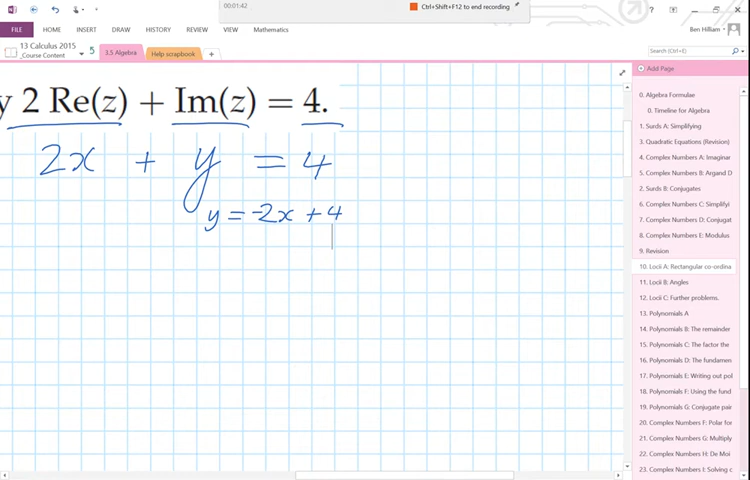 00:01:42
Ctrl+Shift+F12 to end recording
FILE HOME INSERT DRAW HISTORY REVIEW VIEW Mathematics
Ben Hilliam
13 Calculus 2015
_Course Content
5
3.5 Algebra
Help scrapbook
Search (Ctrl+E)
y 2 Re(z) + Im(z) = 4.
2x + y = 4
y = -2x + 4
Add Page
0. Algebra Formulae
0. Timeline for Algebra
1. Surds A: Simplifying
3. Quadratic Equations (Revision)
4. Complex Numbers A: Imaginar
5. Complex Numbers B: Argand D
2. Surds B: Conjugates
6. Complex Numbers C: Simplifyi
7. Complex Numbers D: Conjugat
8. Complex Numbers E: Modulus
9. Revision
10. Locii A: Rectangular co-ordina
11. Locii B: Angles
12. Locii C: Further problems.
13. Polynomials A
14. Polynomials B: The remainder
15. Polynomials C: The factor the
16. Polynomials D: The fundamen
17. Polynomials E: Writing out pol
18. Polynomials F: Using the fund
19. Polynomials G: Conjugate pair
20. Complex Numbers F: Polar for
21. Complex Numbers G: Multiply
22. Complex Numbers H: De Moi
23. Complex Numbers I: Solving c